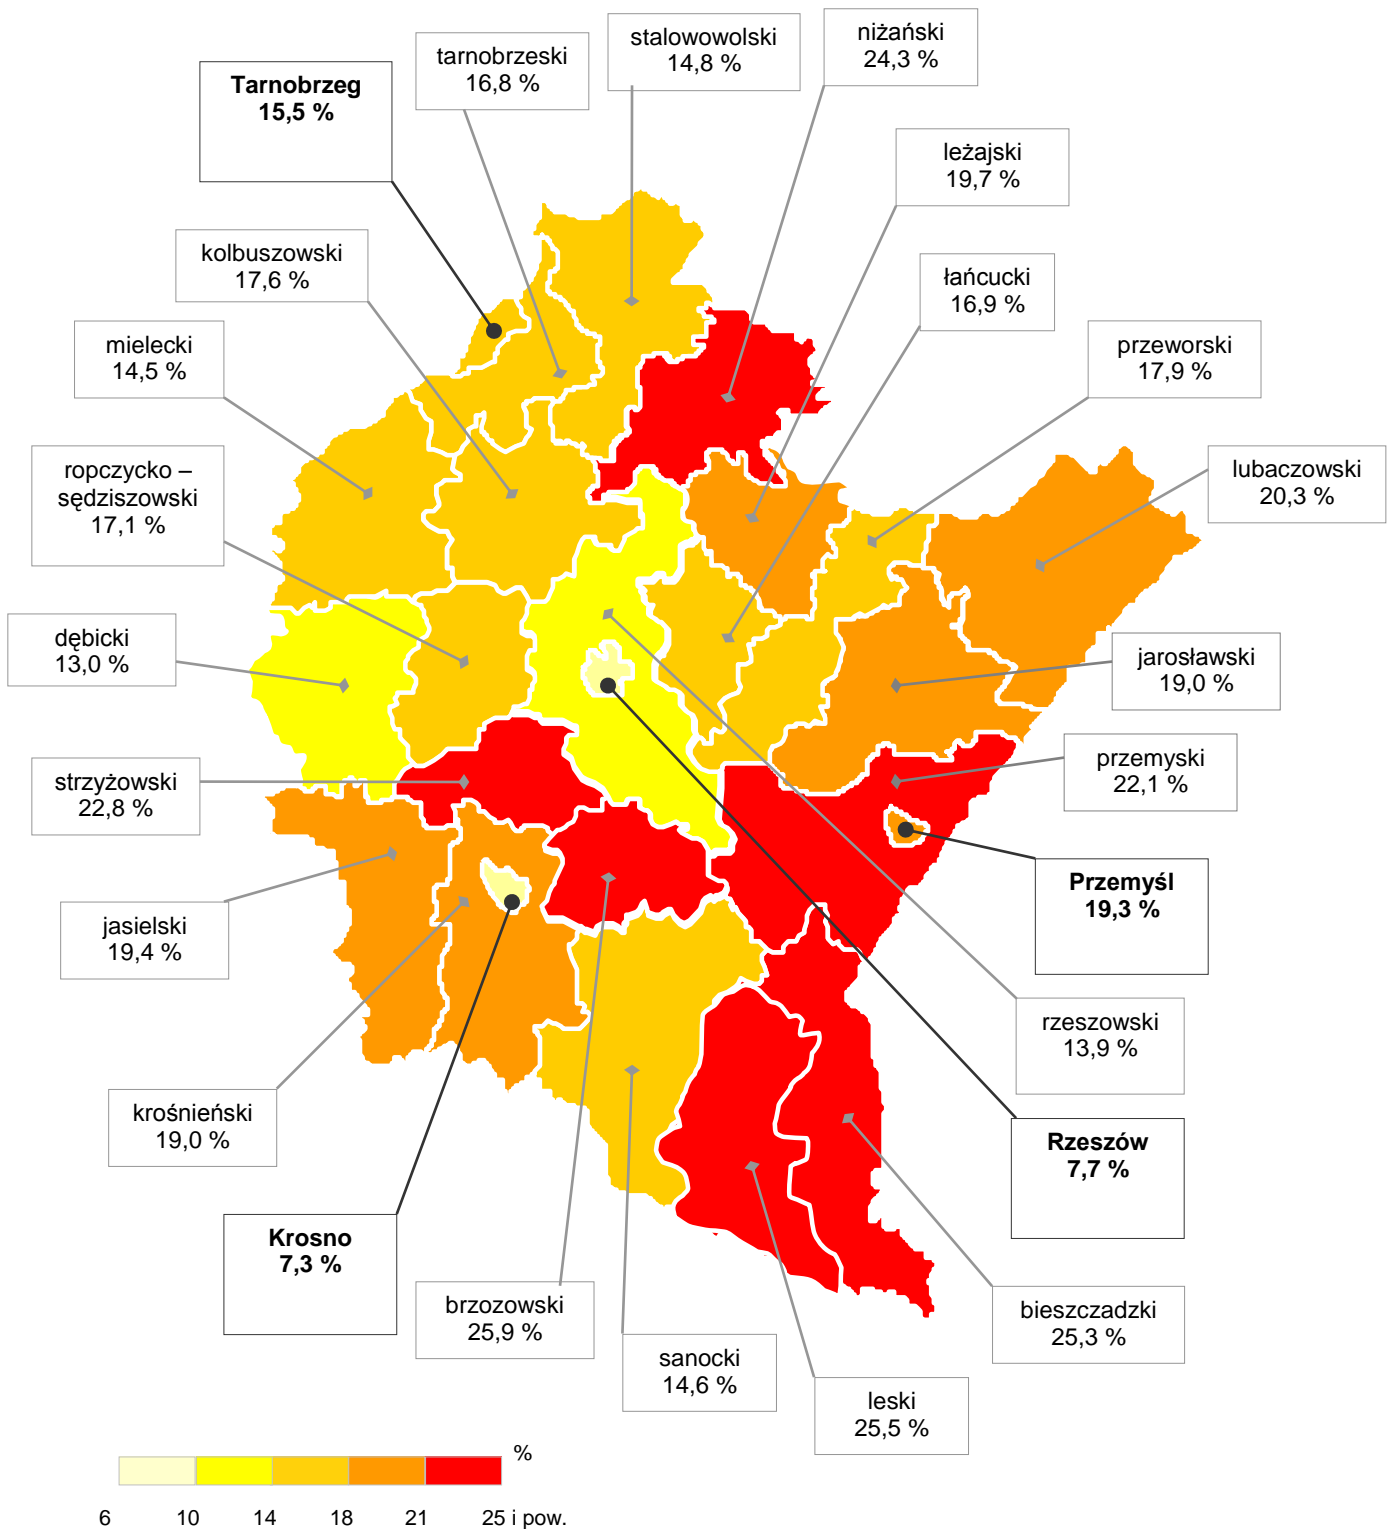 stalowowolski
14,8 %
niżański
24,3 %
tarnobrzeski
16,8 %
Tarnobrzeg
15,5 %
leżajski
19,7 %
kolbuszowski
17,6 %
łańcucki
16,9 %
mielecki
14,5 %
przeworski
17,9 %
ropczycko –
sędziszowski
17,1 %
lubaczowski
20,3 %
dębicki
13,0 %
jarosławski
19,0 %
strzyżowski
22,8 %
przemyski
22,1 %
Przemyśl
19,3 %
jasielski
19,4 %
rzeszowski
13,9 %
krośnieński
19,0 %
Rzeszów
7,7 %
Krosno
7,3 %
brzozowski
25,9 %
bieszczadzki
25,3 %
sanocki
14,6 %
leski
25,5 %
%
6 10 14 18 21 25 i pow.